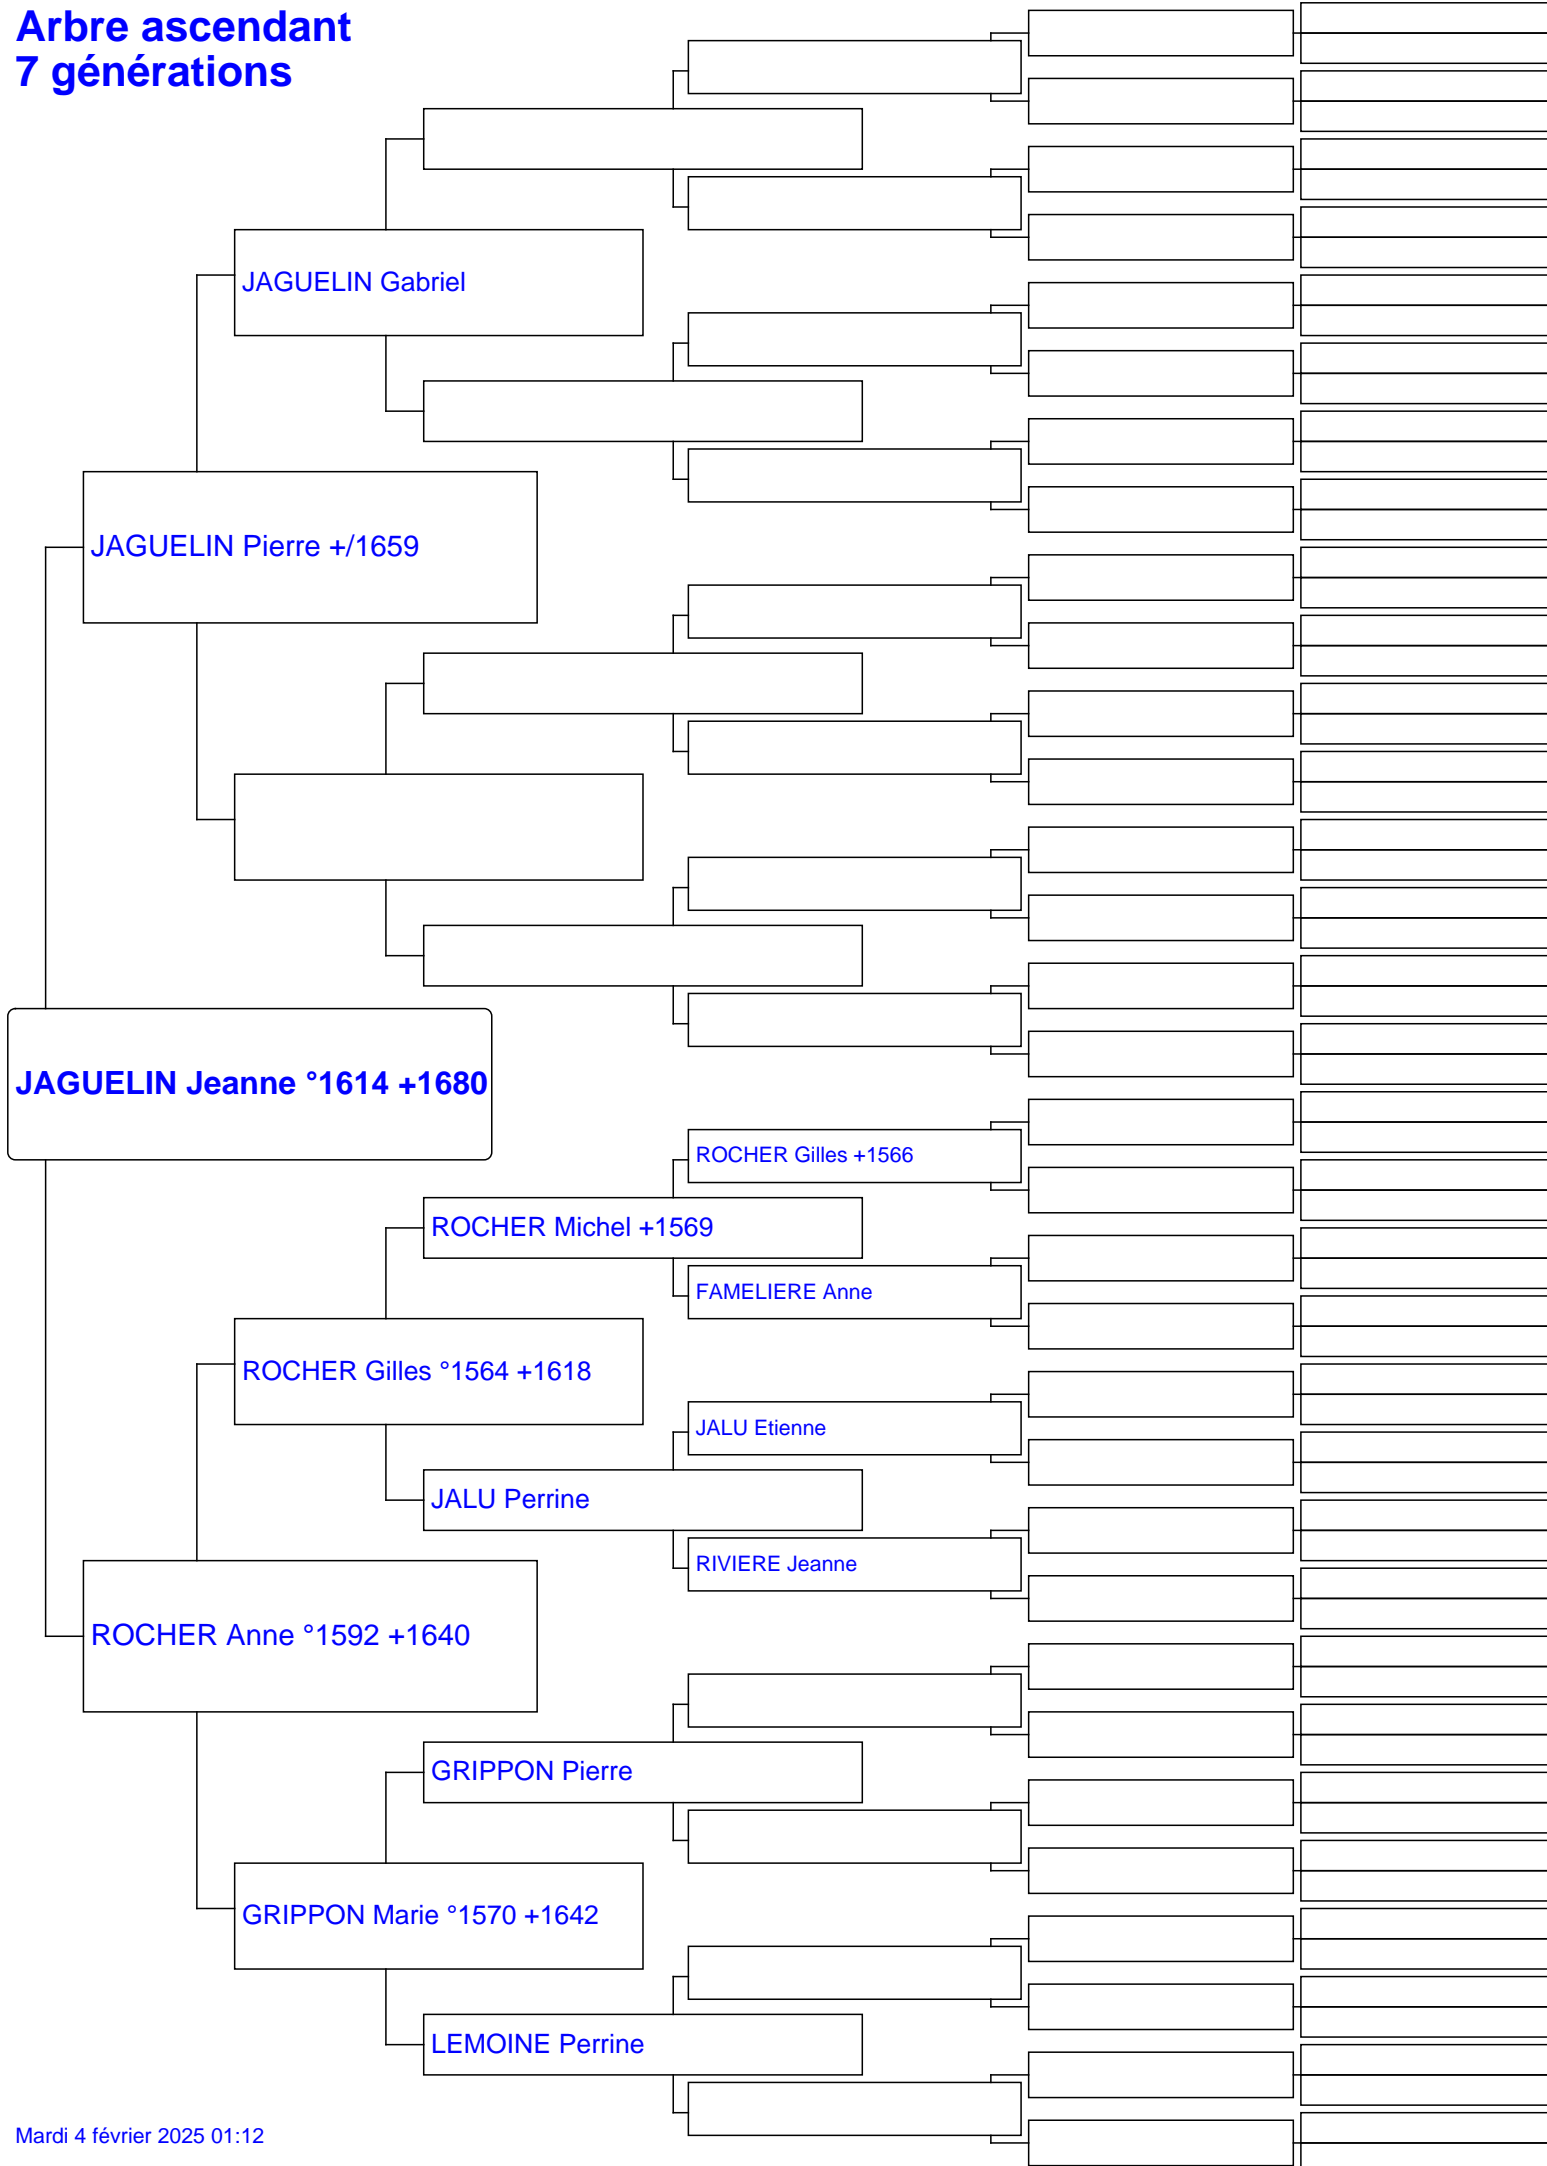 Arbre ascendant
7 générations
JAGUELIN Gabriel
JAGUELIN Pierre +/1659
JAGUELIN Jeanne °1614 +1680
ROCHER Gilles +1566
ROCHER Michel +1569
FAMELIERE Anne
ROCHER Gilles °1564 +1618
JALU Etienne
JALU Perrine
RIVIERE Jeanne
ROCHER Anne °1592 +1640
GRIPPON Pierre
GRIPPON Marie °1570 +1642
LEMOINE Perrine
Mardi 4 février 2025 01:12